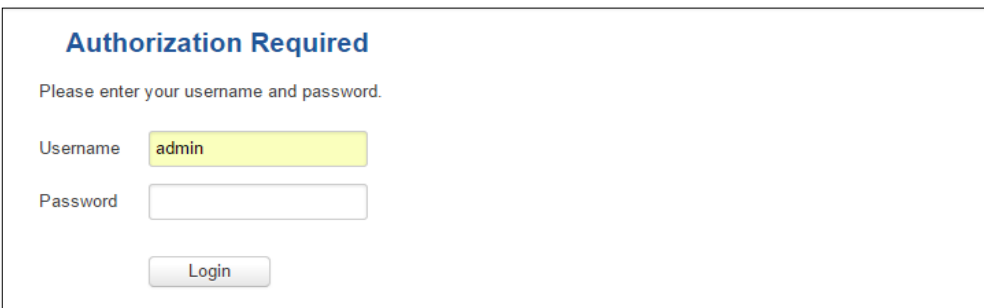 Authorization Required
Please enter your username and password.
Username admin
Password
Login